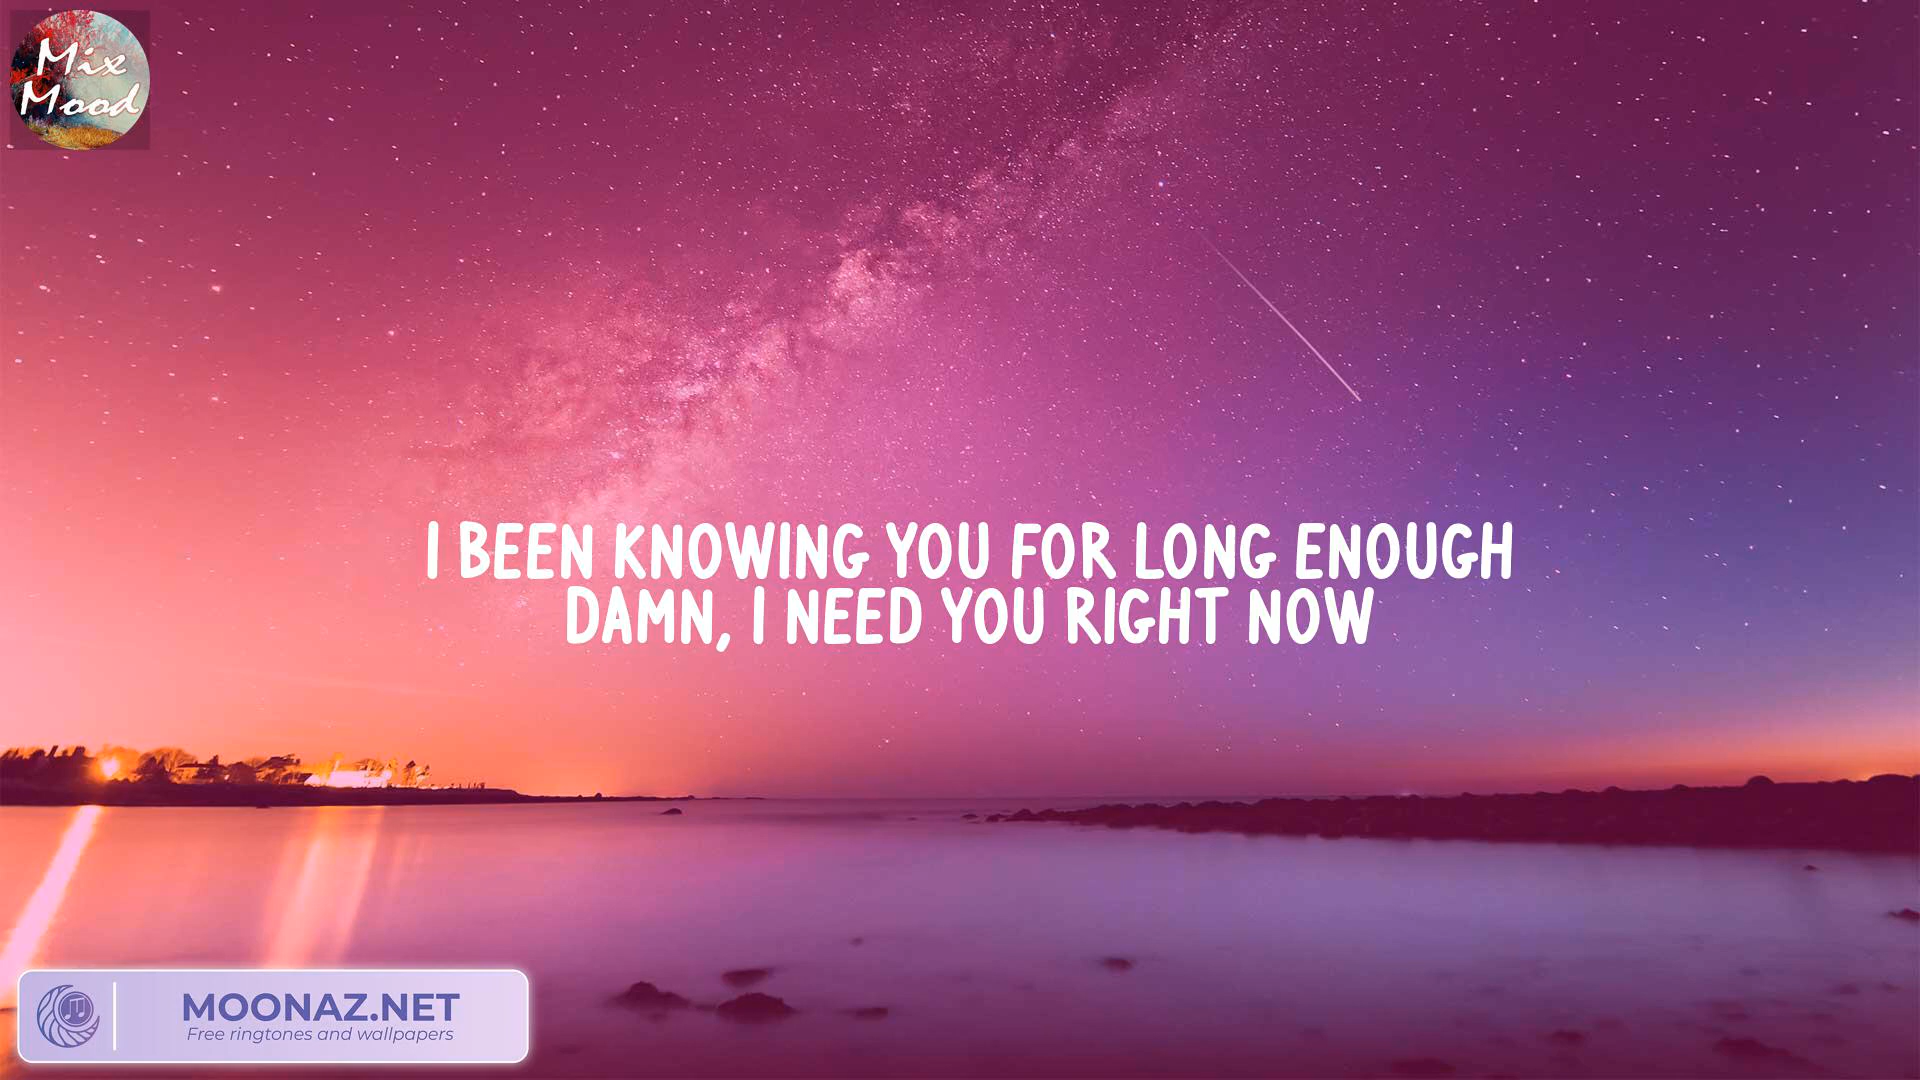 Mix
Mood
I BEEN KNOWING YOU FOR LONG ENOUGH
DAMN, I NEED YOU RIGHT NOW
MOONAZ.NET
Free ringtones and wallpapers